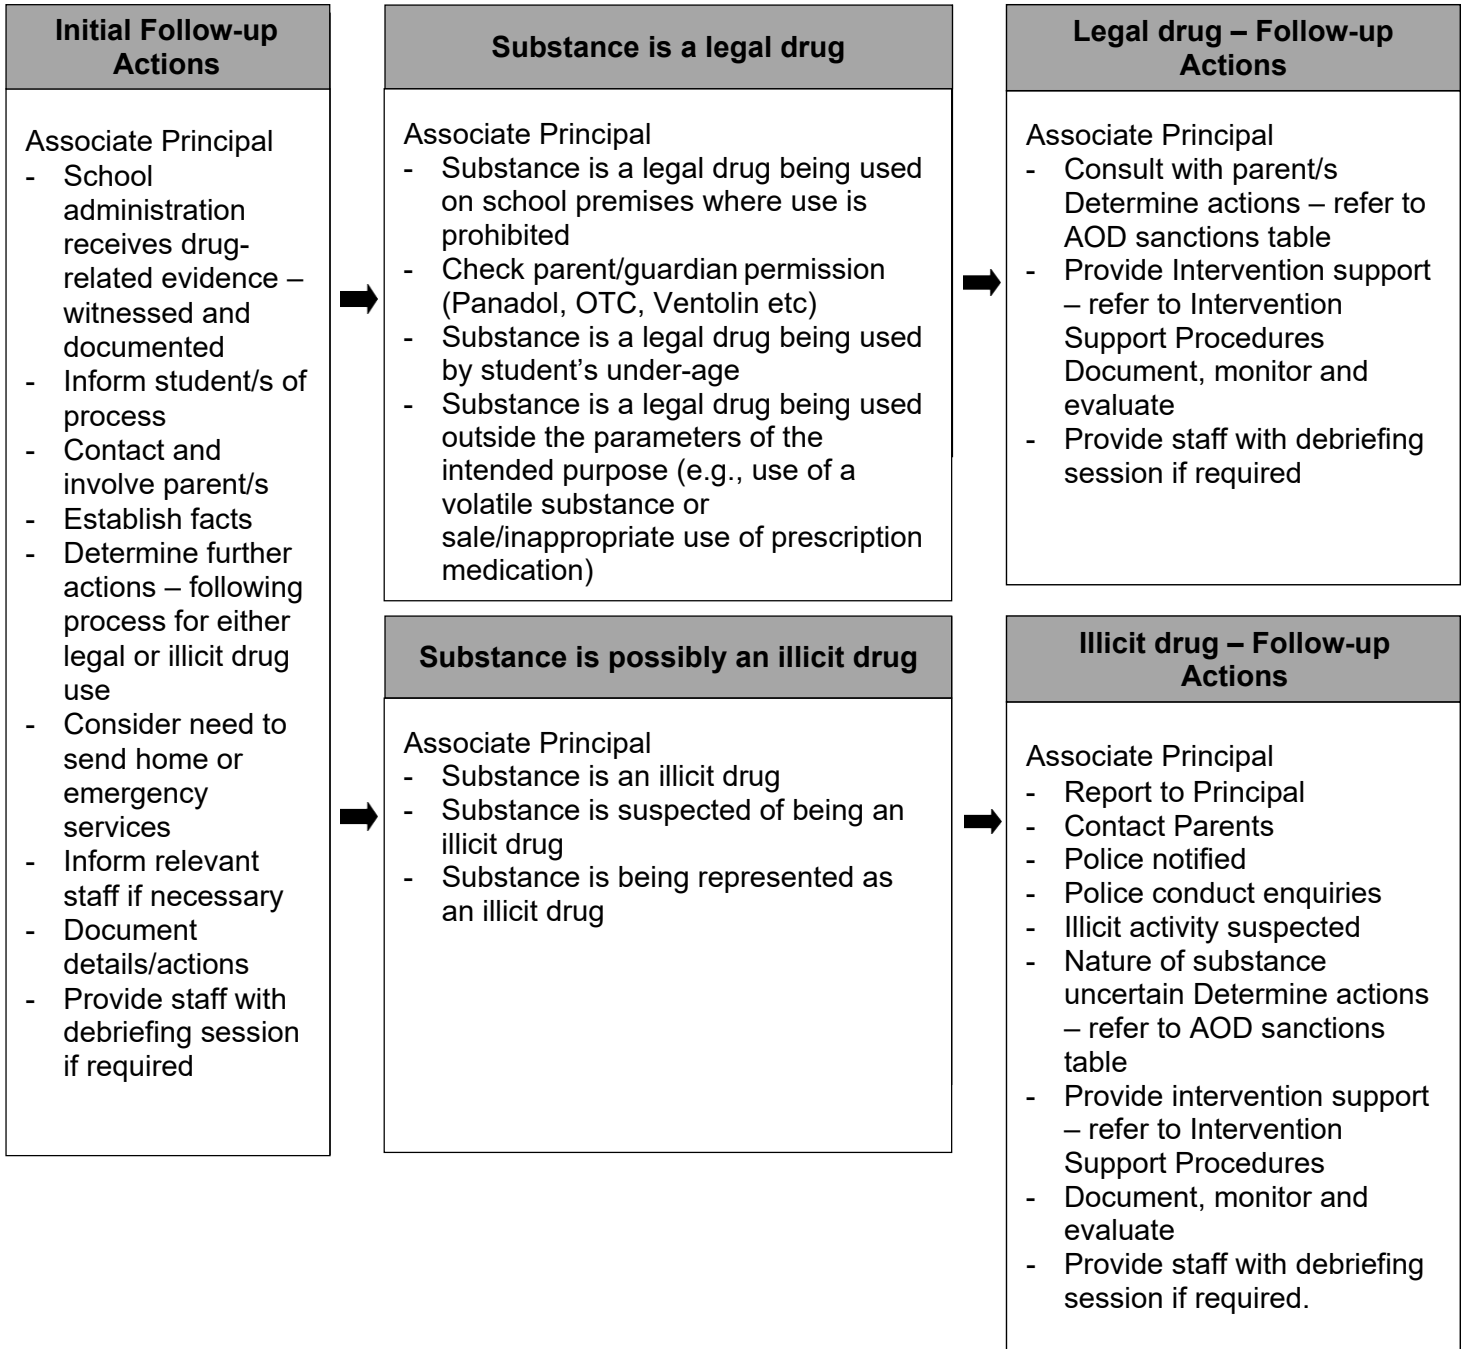 Initial Follow-up
Actions
Associate Principal
- School
administration
receives drug-
related evidence –
witnessed and
documented
- Inform student/s of
process
- Contact and
involve parent/s
- Establish facts
- Determine further
actions – following
process for either
legal or illicit drug
use
- Consider need to
send home or
emergency
services
- Inform relevant
staff if necessary
- Document
details/actions
- Provide staff with
debriefing session
if required
Substance is a legal drug
Associate Principal
- Substance is a legal drug being used
on school premises where use is
prohibited
- Check parent/guardian permission
(Panadol, OTC, Ventolin etc)
- Substance is a legal drug being used
by student’s under-age
- Substance is a legal drug being used
outside the parameters of the
intended purpose (e.g., use of a
volatile substance or
sale/inappropriate use of prescription
medication)
Legal drug – Follow-up
Actions
Associate Principal
- Consult with parent/s
Determine actions – refer to
AOD sanctions table
- Provide Intervention support
– refer to Intervention
Support Procedures
Document, monitor and
evaluate
- Provide staff with debriefing
session if required
Substance is possibly an illicit drug
Associate Principal
- Substance is an illicit drug
- Substance is suspected of being an
illicit drug
- Substance is being represented as
an illicit drug
Illicit drug – Follow-up
Actions
Associate Principal
- Report to Principal
- Contact Parents
- Police notified
- Police conduct enquiries
- Illicit activity suspected
- Nature of substance
uncertain Determine actions
– refer to AOD sanctions
table
- Provide intervention support
– refer to Intervention
Support Procedures
- Document, monitor and
evaluate
- Provide staff with debriefing
session if required.